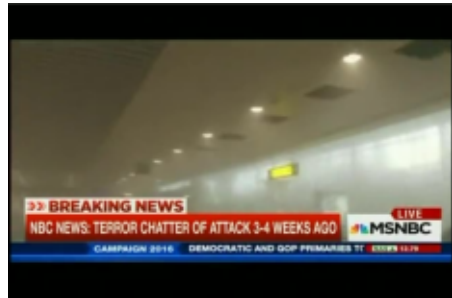 BREAKING NEWS
NBC NEWS: TERROR CHATTER OF ATTACK 3-4 WEEKS AGO
LIVE
MSNBC
CAMPAIGN 2016 DEMOCRATIC AND GOP PRIMARIES